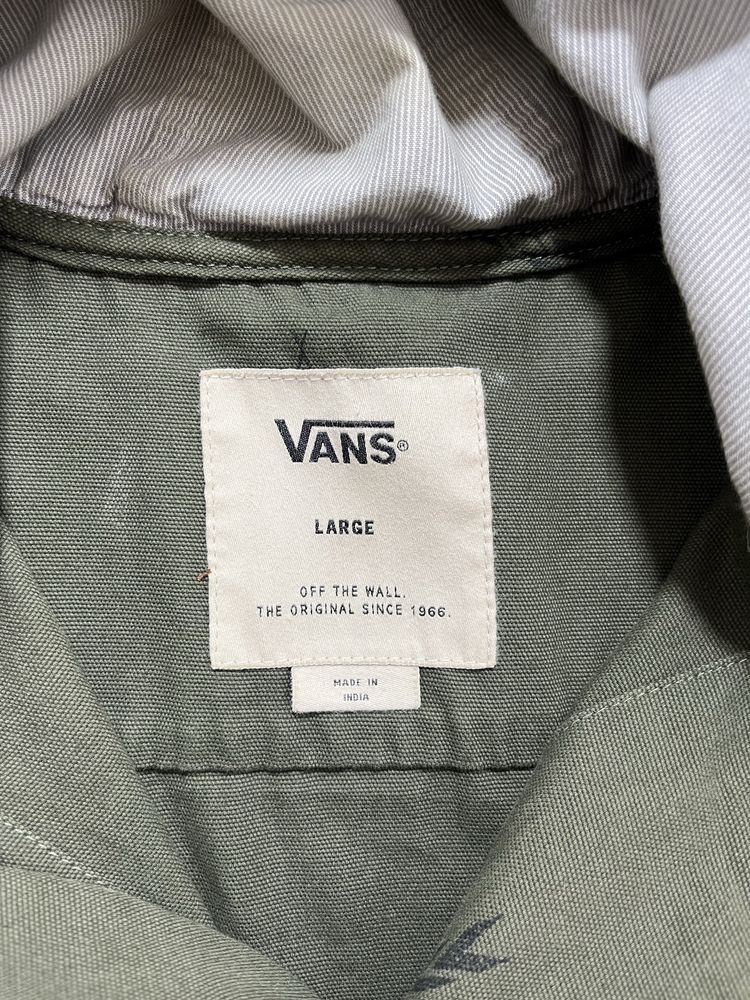 VANS®
LARGE
OFF THE WALL.
THE ORIGINAL SINCE 1966.
MADE IN
INDIA